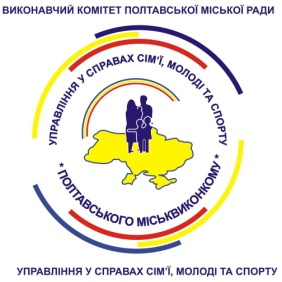 ВИКОНАВЧИЙ КОМІТЕТ ПОЛТАВСЬКОЇ МІСЬКОЇ РАДИ
УПРАВЛІННЯ У СПРАВАХ СІМ'Ї, МОЛОДІ ТА СПОРТУ
* ПОЛТАВСЬКОГО МІСЬКВИКОНКОМУ *
УПРАВЛІННЯ У СПРАВАХ СІМ'Ї, МОЛОДІ ТА СПОРТУ